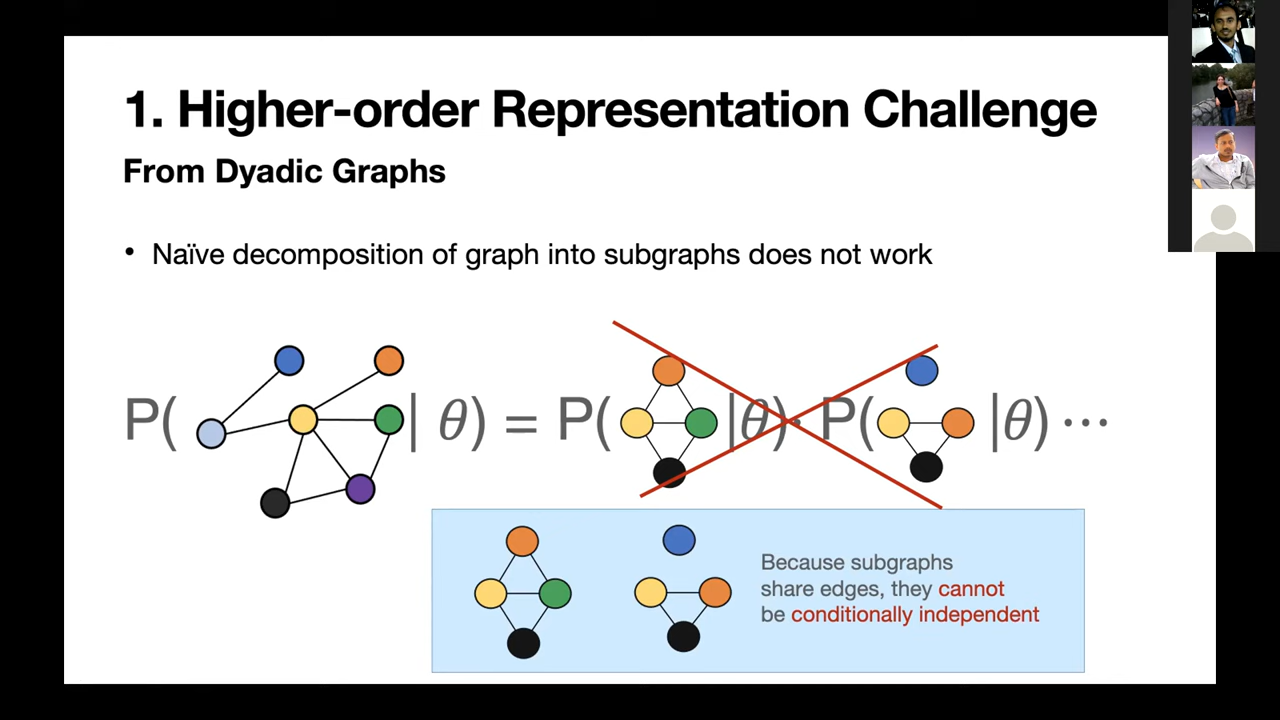 1. Higher-order Representation Challenge
From Dyadic Graphs
• Naïve decomposition of graph into subgraphs does not work
P( | θ) = P( |θ)· P( |θ) ···
Because subgraphs
share edges, they cannot
be conditionally independent